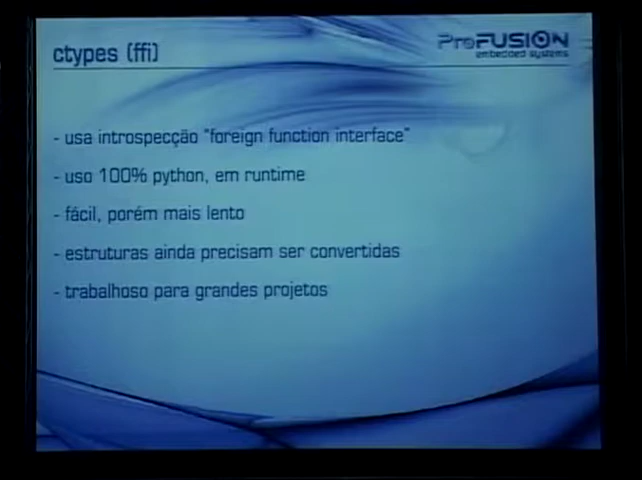 ctypes (ffi)
ProFUSION
embedded systems
- usa introspecção "foreign function interface"
- uso 100% python, em runtime
- fácil, porém mais lento
- estruturas ainda precisam ser convertidas
- trabalhoso para grandes projetos